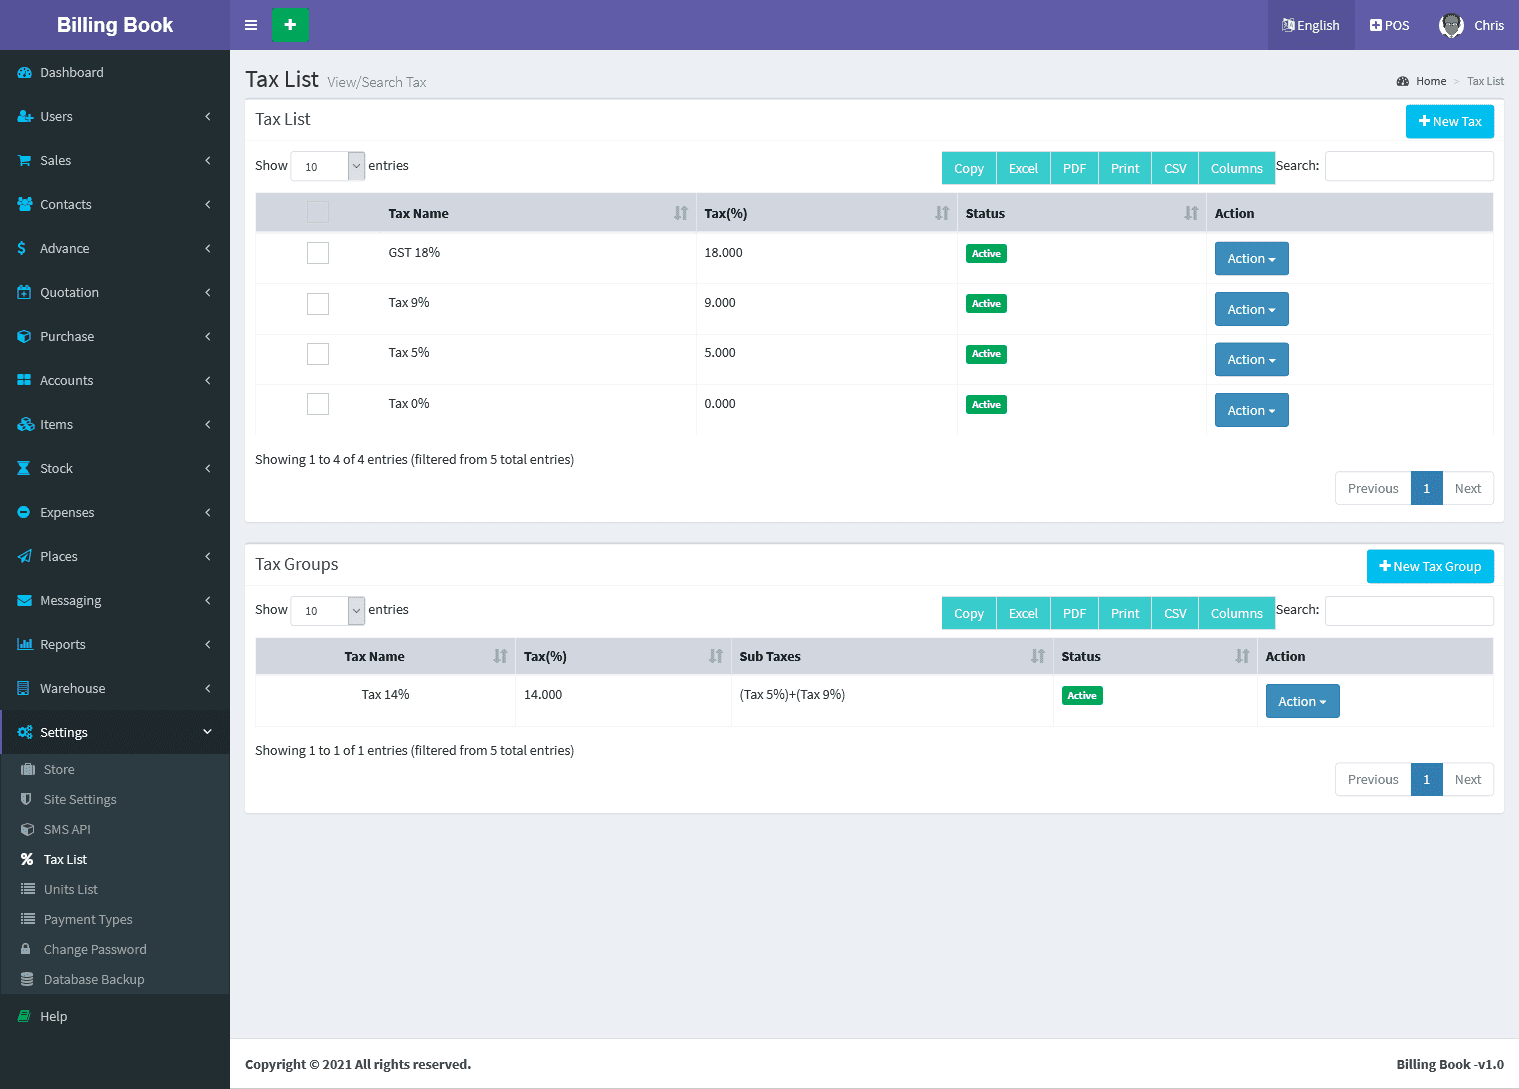 Billing Book
English
POS
Chris
Dashboard
Users
Sales
Contacts
Advance
Quotation
Purchase
Accounts
Items
Stock
Expenses
Places
Messaging
Reports
Warehouse
Settings
Store
Site Settings
SMS API
Tax List
Units List
Payment Types
Change Password
Database Backup
Help
Tax List View/Search Tax
Home > Tax List
Tax List
New Tax
Show 10 entries
Copy Excel PDF Print CSV Columns Search:
Tax Name Tax(%) Status Action
GST 18% 18.000 Active Action
Tax 9% 9.000 Active Action
Tax 5% 5.000 Active Action
Tax 0% 0.000 Active Action
Showing 1 to 4 of 4 entries (filtered from 5 total entries)
Previous 1 Next
Tax Groups
New Tax Group
Show 10 entries
Copy Excel PDF Print CSV Columns Search:
Tax Name Tax(%) Sub Taxes Status Action
Tax 14% 14.000 (Tax 5%)+(Tax 9%) Active Action
Showing 1 to 1 of 1 entries (filtered from 5 total entries)
Previous 1 Next
Copyright © 2021 All rights reserved.
Billing Book -v1.0